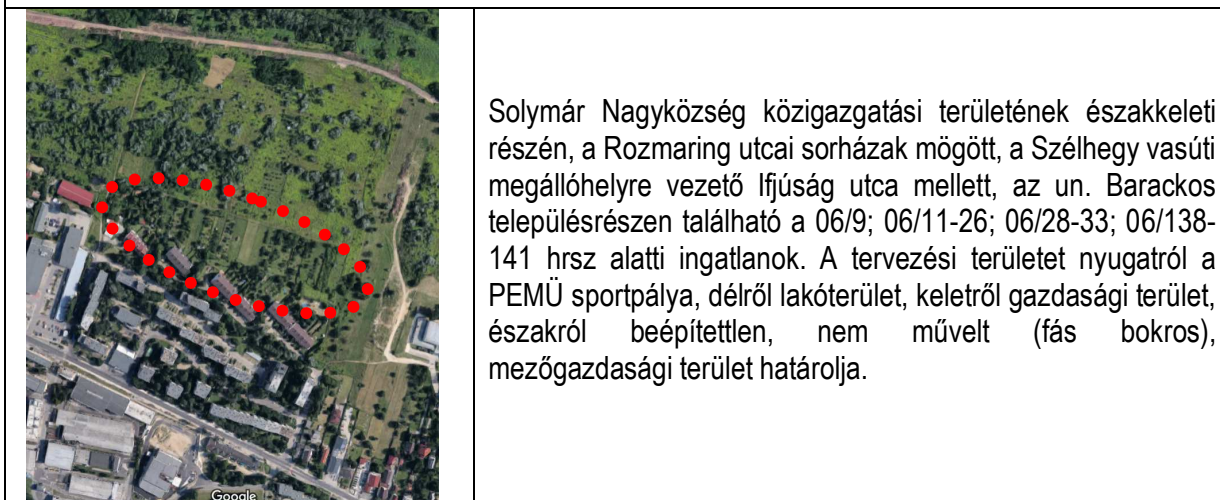 Solymár Nagyközség közigazgatási területének északkeleti
részén, a Rozmaring utcai sorházak mögött, a Szélhegy vasúti
megállóhelyre vezető Ifjúság utca mellett, az un. Barackos
településrészen található a 06/9; 06/11-26; 06/28-33; 06/138-
141 hrsz alatti ingatlanok. A tervezési területet nyugatról a
PEMÜ sportpálya, délről lakóterület, keletről gazdasági terület,
északról beépítettlen, nem művelt (fás bokros),
mezőgazdasági terület határolja.
Google